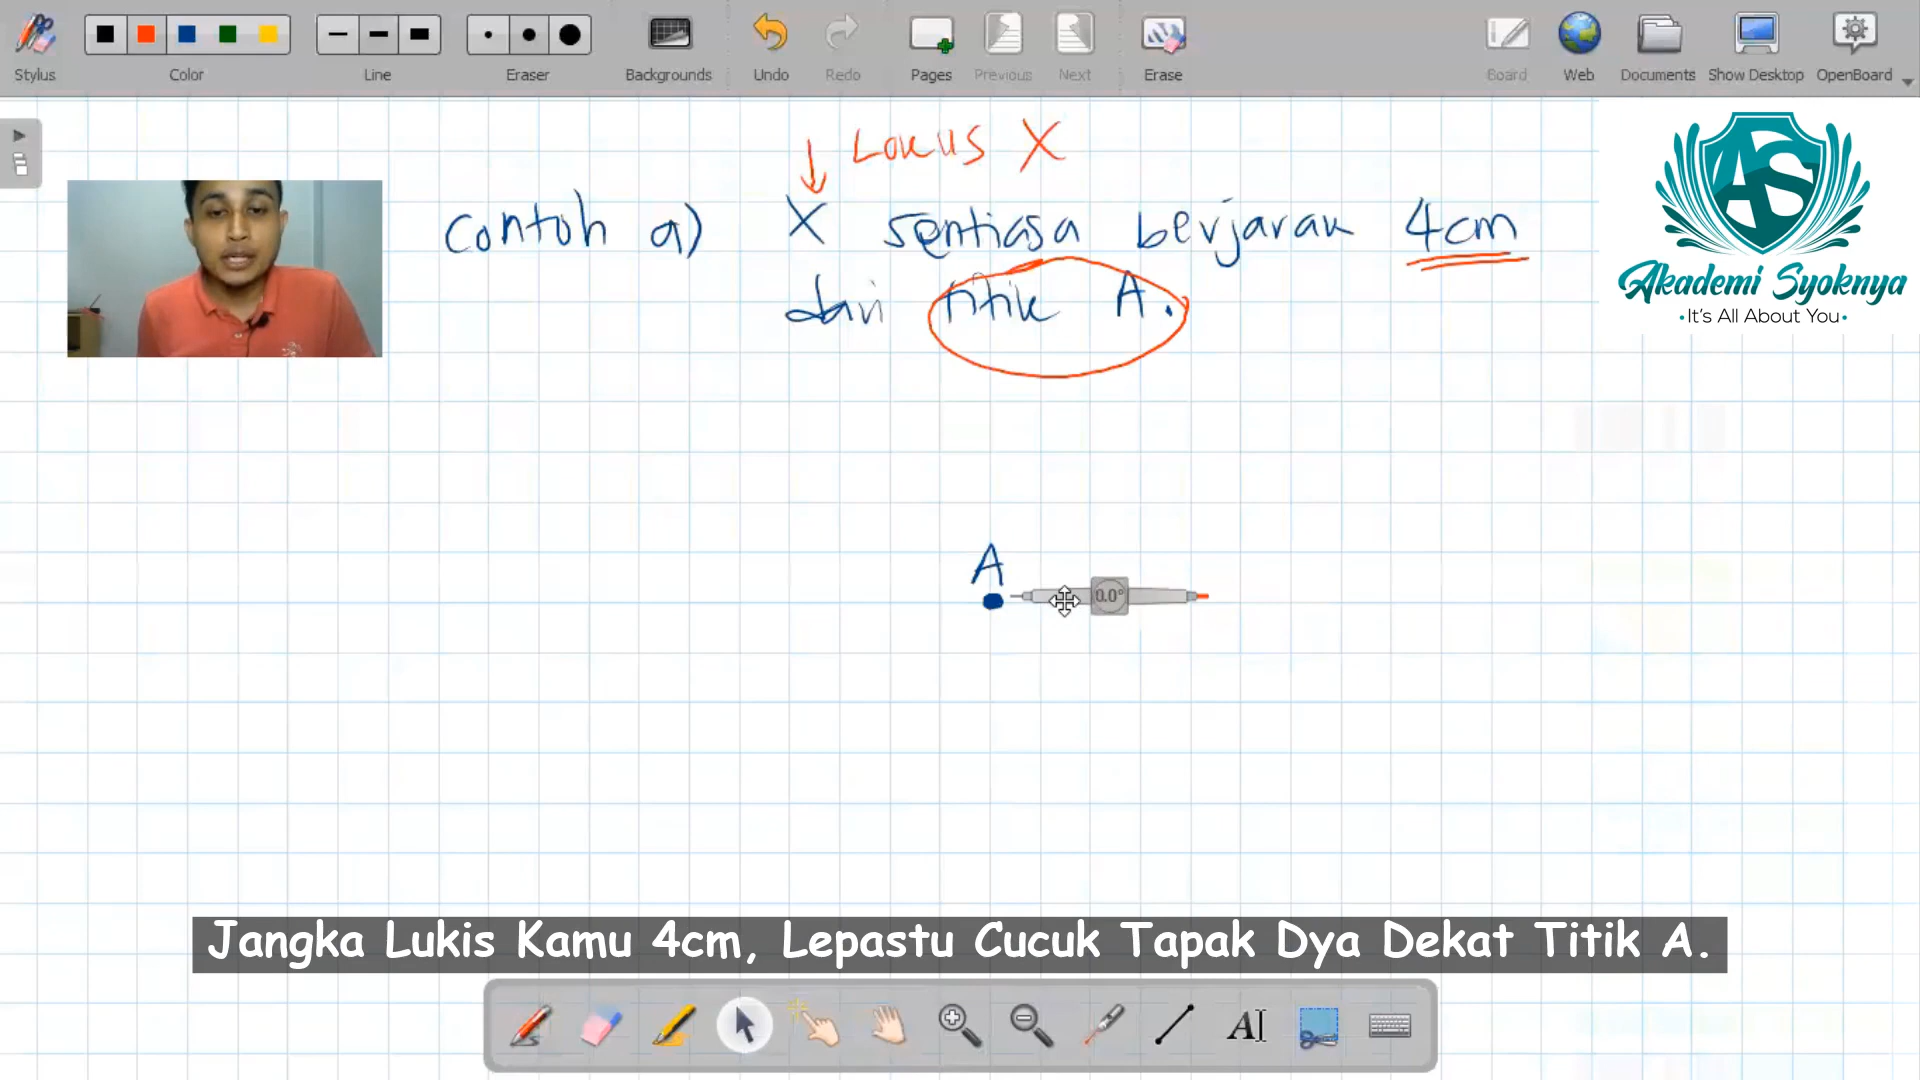 Stylus
Color
Line
Eraser
Backgrounds
Undo
Redo
Pages
Previous
Next
Erase
Board
Web
Documents
Show Desktop
OpenBoard
Lokus X
Contoh a) X sentiasa berjarak 4cm
dari titik A.
AS
Akademi Syoknya
•It's All About You•
A
0.0°
Jangka Lukis Kamu 4cm, Lepastu Cucuk Tapak Dya Dekat Titik A.
A